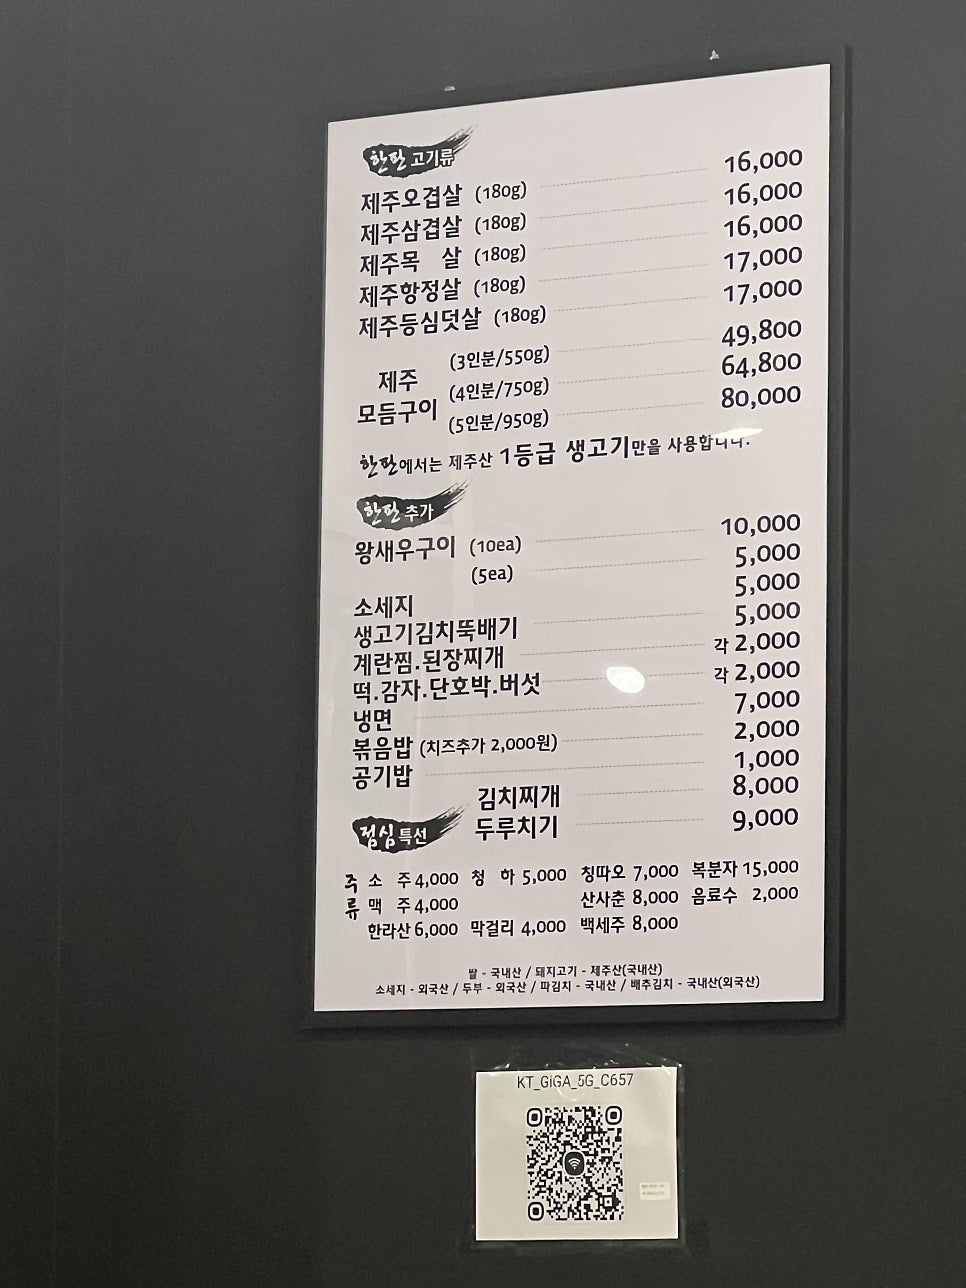 한판 고기류
제주오겹살 (180g) 16,000
제주삼겹살 (180g) 16,000
제주목 살 (180g) 16,000
제주항정살 (180g) 17,000
제주등심덧살 (180g) 17,000
제주 모듬구이 (3인분/550g) 49,800
(4인분/750g) 64,800
(5인분/950g) 80,000
한판에서는 제주산 1등급 생고기만을 사용합니다.
한판 추가
왕새우구이 (10ea) 10,000
(5ea) 5,000
소세지 5,000
생고기김치뚝배기 5,000
계란찜.된장찌개 각 2,000
떡.감자.단호박.버섯 각 2,000
냉면 7,000
볶음밥 (치즈추가 2,000원) 2,000
공기밥 1,000
점심특선
김치찌개 8,000
두루치기 9,000
주류
소 주 4,000 청 하 5,000 칭따오 7,000 복분자 15,000
맥 주 4,000 산사춘 8,000 음료수 2,000
한라산 6,000 막걸리 4,000 백세주 8,000
쌀 - 국내산 / 돼지고기 - 제주산(국내산)
소세지 - 외국산 / 두부 - 외국산 / 파김치 - 국내산 / 배추김치 - 국내산(외국산)
KT_GiGA_5G_C657